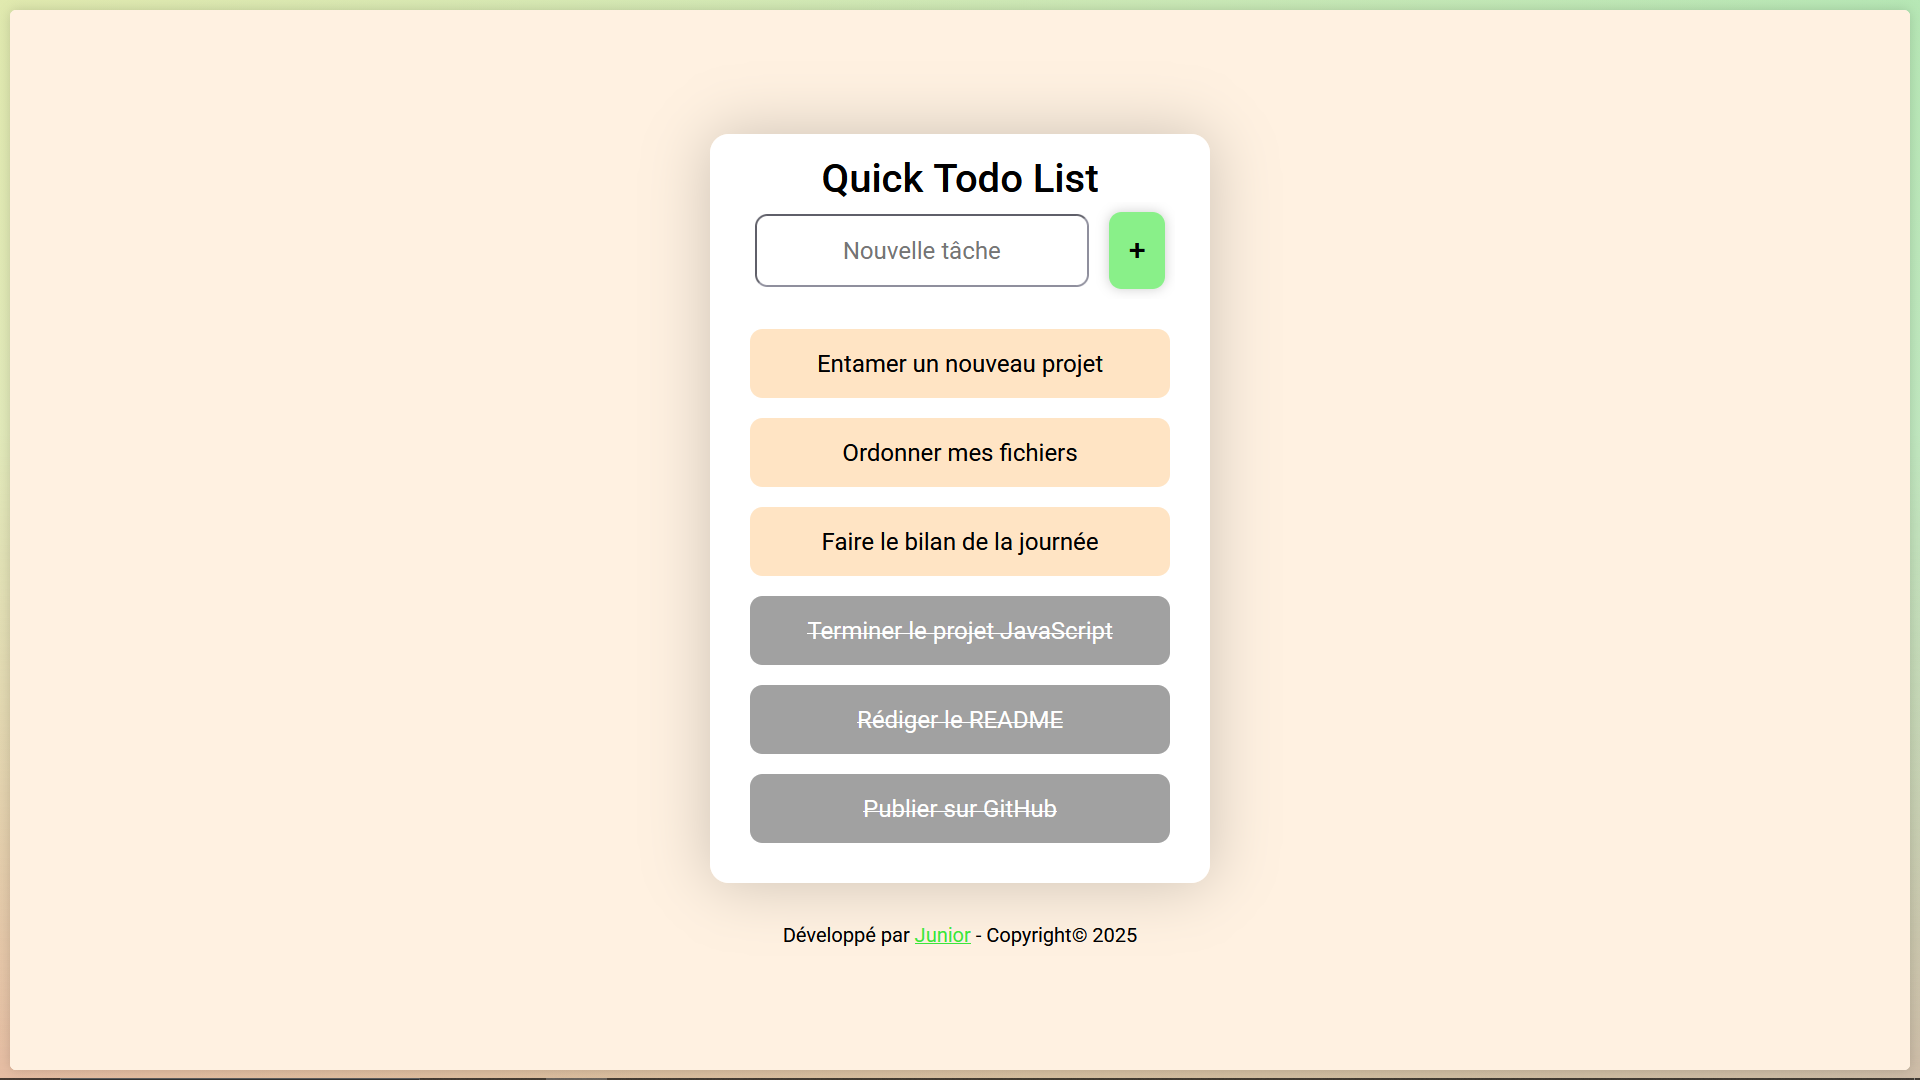 Quick Todo List
Nouvelle tâche
+
Entamer un nouveau projet
Ordonner mes fichiers
Faire le bilan de la journée
Terminer le projet JavaScript
Rédiger le README
Publier sur GitHub
Développé par Junior - Copyright© 2025